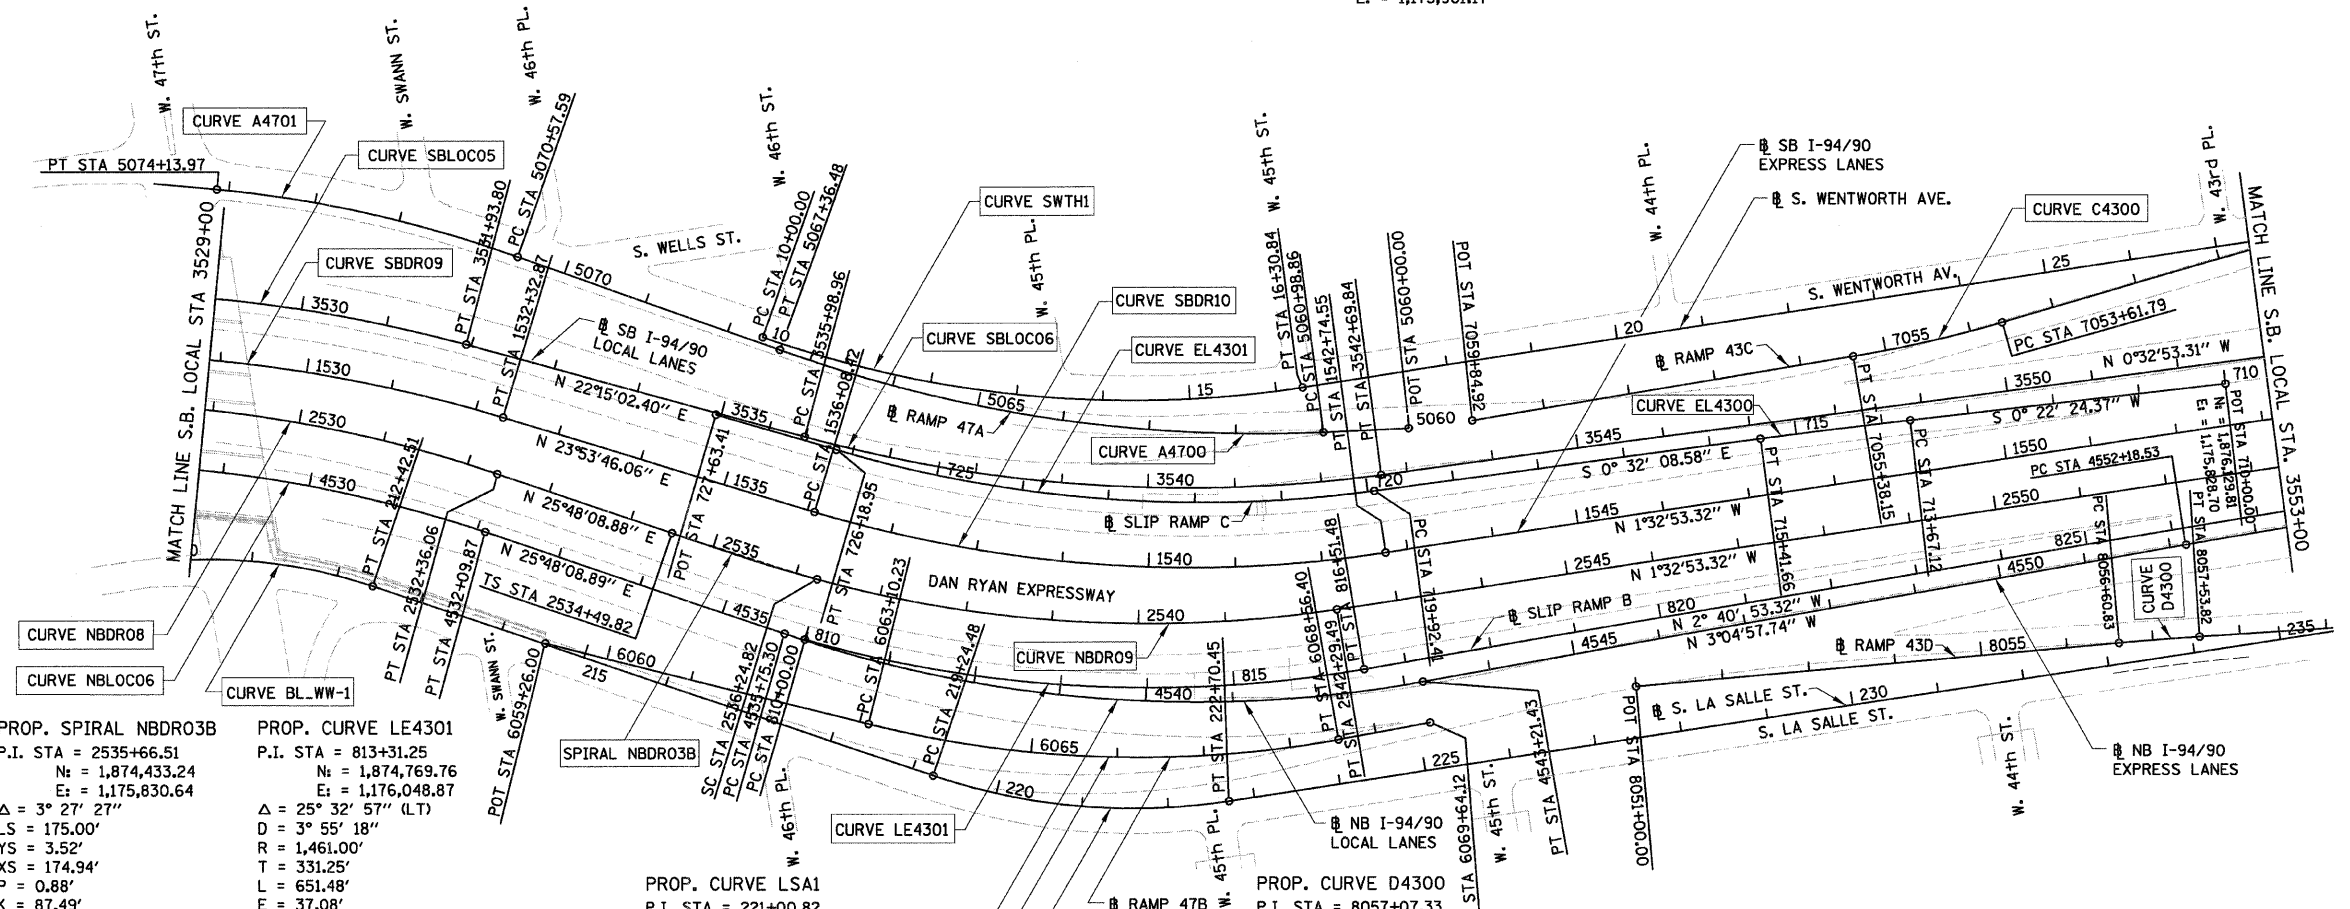 W. 47th ST.
W. SWANN ST.
W. 46th PL.
W. 46th ST.
W. 45th PL.
W. 45th ST.
W. 44th PL.
W. 43rd PL.
CURVE A4701
PT STA 5074+13.97
CURVE SBLOC05
CURVE SBDR09
PT STA 3531+93.80
PC STA 5070+57.59
PT STA 1532+32.87
5070
S. WELLS ST.
PC STA 10+00.00
PT STA 5067+36.48
10
PC STA 3535+98.96
PC STA 1536+08.42
CURVE SWTH1
CURVE SBDR10
CURVE SBLOC06
CURVE EL4301
PT STA 16+30.84
PC STA 5060+98.86
PT STA 1542+74.55
PT STA 3542+69.84
POT STA 5060+00.00
POT STA 7059+84.92
SB I-94/90
EXPRESS LANES
S. WENTWORTH AVE.
CURVE C4300
MATCH LINE S.B. LOCAL STA 3529+00
MATCH LINE S.B. LOCAL STA. 3553+00
3530
SB I-94/90
LOCAL LANES
N 22°15'02.40" E
3535
RAMP 47A
5065
15
20
S. WENTWORTH AV.
25
RAMP 43C
7055
PC STA 7053+61.79
N 0°32'53.31" W
3550
710
S 0° 22' 24.37" W
CURVE EL4300
715
5060
3545
S 0° 32' 08.58" E
PT STA 7055+38.15
PC STA 713+67.12
1550
PC STA 4552+18.53
POT STA 710+00.00
N: = 1,876,129.81
E: = 1,175,828.70
1530
N 23°53'46.06" E
1535
725
3540
720
CURVE A4700
SLIP RAMP C
1540
1545
N 1°32'53.32" W
PT STA 715+41.66
2550
2530
PT STA 212+42.51
N 25°48'08.88" E
POT STA 727+63.41
2535
PT STA 726+18.95
DAN RYAN EXPRESSWAY
2540
2545
N 1°32'53.32" W
PC STA 719+92.41
825
4550
PC STA 8056+60.83
PT STA 8057+53.82
CURVE
D4300
4530
PT STA 2532+36.06
PT STA 4532+09.87
N 25°48'08.89" E
TS STA 2534+49.82
4535
810
PC STA 6063+10.23
PC STA 219+24.48
CURVE NBDR09
PT STA 6068+56.40
PT STA 816+51.48
PT STA 2542+29.49
SLIP RAMP B
820
N 2° 40' 53.32" W
4545
N 3°04'57.74" W
RAMP 43D
8055
235
CURVE NBDR08
CURVE NBLOC06
CURVE BL_WW-1
W. SWANN ST.
6060
215
POT STA 6059+26.00
SPIRAL NBDR03B
SC STA 2536+24.82
PC STA 4535+75.30
PC STA 810+00.00
W. 46th PL.
6065
220
4540
815
PT STA 222+70.45
225
S. LA SALLE ST.
230
S. LA SALLE ST.
POT STA 8051+00.00
PT STA 4543+21.43
STA 6069+64.12
W. 45th ST.
W. 45th PL.
W. 44th ST.
NB I-94/90
EXPRESS LANES
NB I-94/90
LOCAL LANES
CURVE LE4301
RAMP 47B
PROP. SPIRAL NBDR03B
P.I. STA = 2535+66.51
N: = 1,874,433.24
E: = 1,175,830.64
Δ = 3° 27' 27"
LS = 175.00'
YS = 3.52'
XS = 174.94'
P = 0.88'
K = 87.49'
PROP. CURVE LE4301
P.I. STA = 813+31.25
N: = 1,874,769.76
E: = 1,176,048.87
Δ = 25° 32' 57" (LT)
D = 3° 55' 18"
R = 1,461.00'
T = 331.25'
L = 651.48'
E = 37.08'
PROP. CURVE LSA1
P.I. STA = 221+00.82
PROP. CURVE D4300
P.I. STA = 8057+07.33